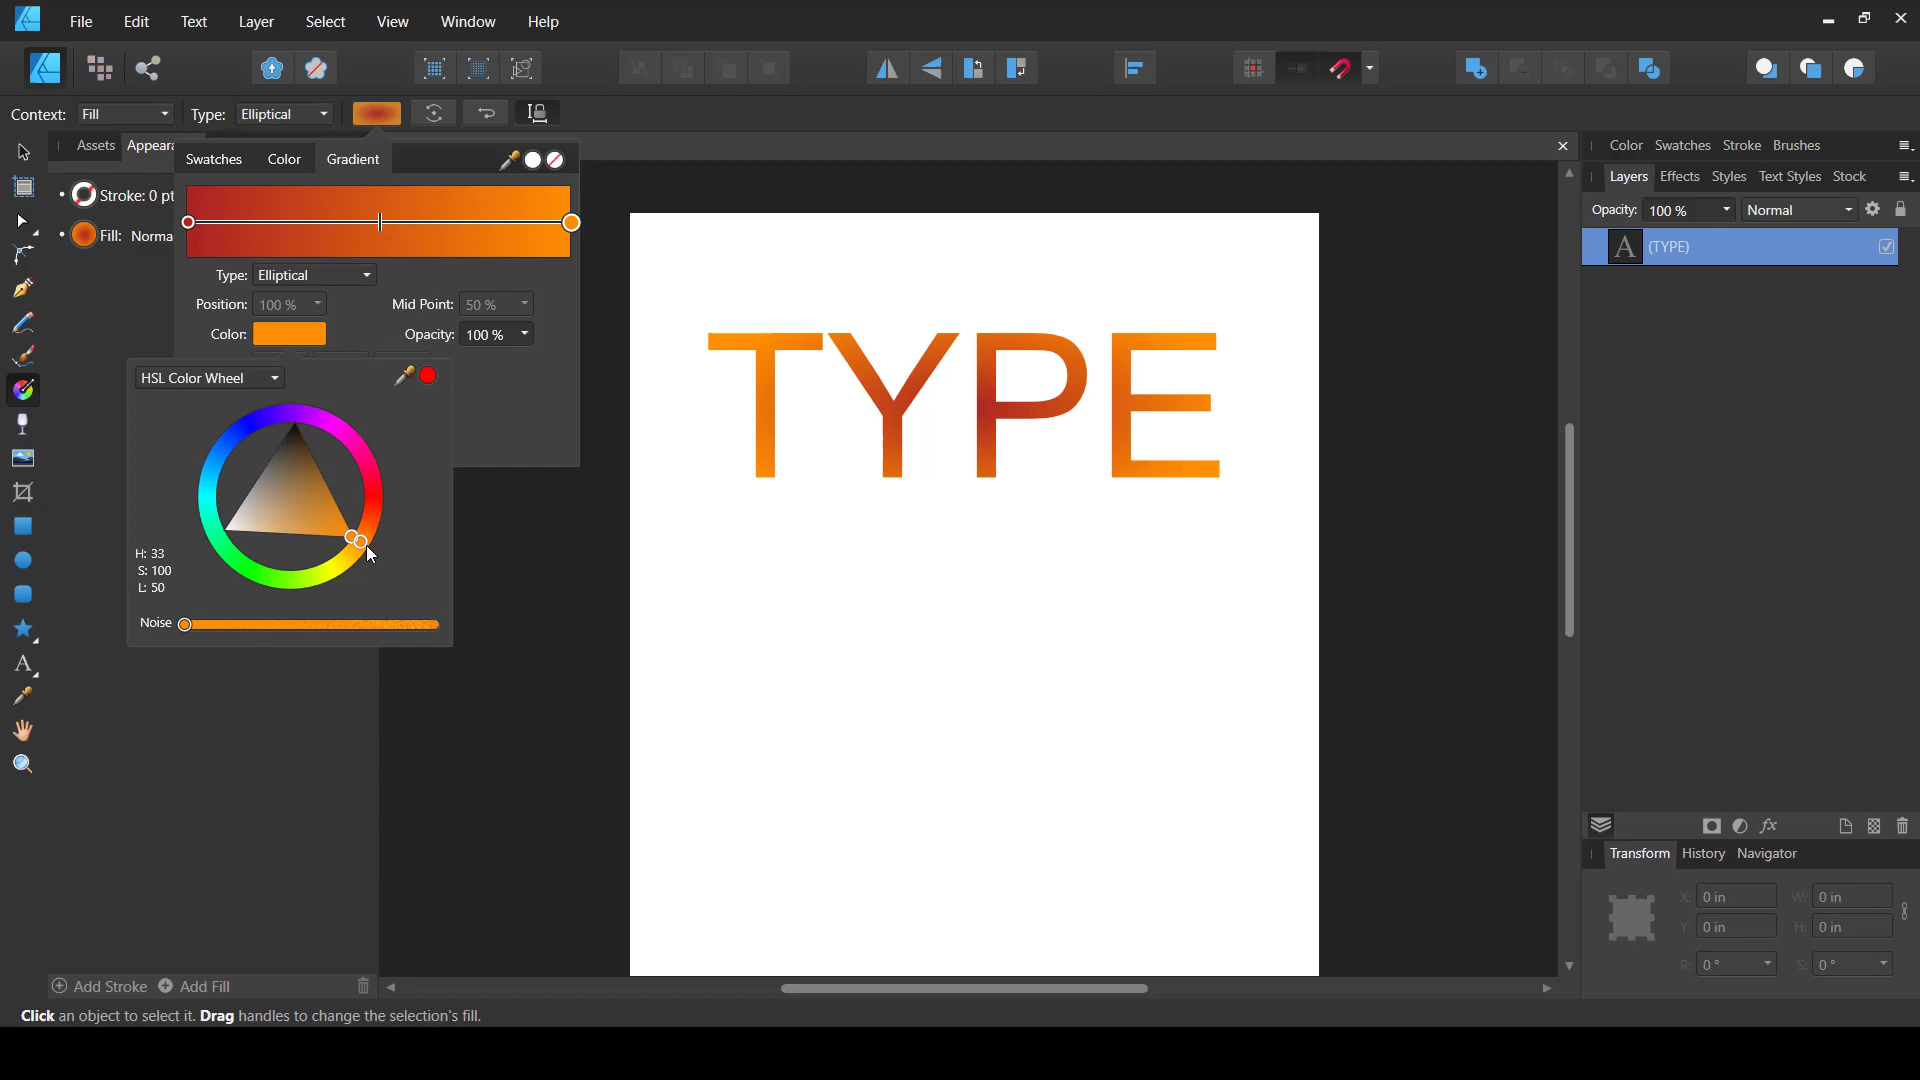 File Edit Text Layer Select View Window Help
Context: Fill Type: Elliptical
Assets Appeara
Stroke: 0 pt
Fill: Norma
Swatches Color Gradient
Type: Elliptical
Position: 100 % Mid Point: 50 %
Color: Opacity: 100 %
HSL Color Wheel
H: 33
S: 100
L: 50
Noise
TYPE
Color Swatches Stroke Brushes
Layers Effects Styles Text Styles Stock
Opacity: 100 % Normal
A (TYPE)
fx
Transform History Navigator
X: 0 in W: 0 in
Y: 0 in H: 0 in
R: 0 ° S: 0 °
Add Stroke Add Fill
Click an object to select it. Drag handles to change the selection's fill.